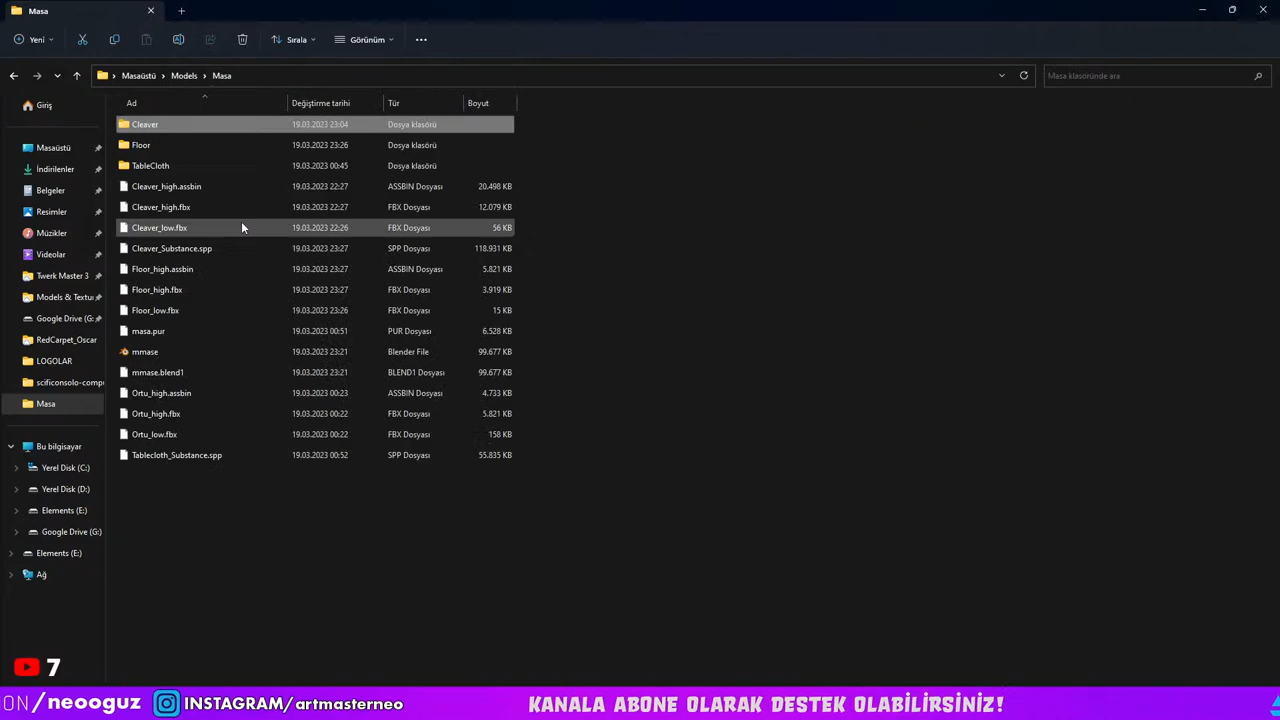 Masa
Yeni
Sırala
Görünüm
Masaüstü > Models > Masa
Masa klasöründe ara
Ad Değiştirme tarihi Tür Boyut
Giriş
Masaüstü
İndirilenler
Belgeler
Resimler
Müzikler
Videolar
Twerk Master 3
Models & Textu
Google Drive (G:
RedCarpet_Oscar
LOGOLAR
scificonsolo-compu
Masa
Bu bilgisayar
Yerel Disk (C:)
Yerel Disk (D:)
Elements (E:)
Google Drive (G:)
Elements (E:)
Ağ
Cleaver 19.03.2023 23:04 Dosya klasörü
Floor 19.03.2023 23:26 Dosya klasörü
TableCloth 19.03.2023 00:45 Dosya klasörü
Cleaver_high.assbin 19.03.2023 22:27 ASSBIN Dosyası 20.498 KB
Cleaver_high.fbx 19.03.2023 22:27 FBX Dosyası 12.079 KB
Cleaver_low.fbx 19.03.2023 22:26 FBX Dosyası 56 KB
Cleaver_Substance.spp 19.03.2023 23:27 SPP Dosyası 118.931 KB
Floor_high.assbin 19.03.2023 23:27 ASSBIN Dosyası 5.821 KB
Floor_high.fbx 19.03.2023 23:27 FBX Dosyası 3.919 KB
Floor_low.fbx 19.03.2023 23:26 FBX Dosyası 15 KB
masa.pur 19.03.2023 00:51 PUR Dosyası 6.528 KB
mmase 19.03.2023 23:21 Blender File 99.677 KB
mmase.blend1 19.03.2023 23:21 BLEND1 Dosyası 99.677 KB
Ortu_high.assbin 19.03.2023 00:23 ASSBIN Dosyası 4.733 KB
Ortu_high.fbx 19.03.2023 00:22 FBX Dosyası 5.821 KB
Ortu_low.fbx 19.03.2023 00:22 FBX Dosyası 158 KB
Tablecloth_Substance.spp 19.03.2023 00:52 SPP Dosyası 55.835 KB
7
ON/neooguz INSTAGRAM/artmasterneo KANALA ABONE OLARAK DESTEK OLABİLİRSİNİZ!